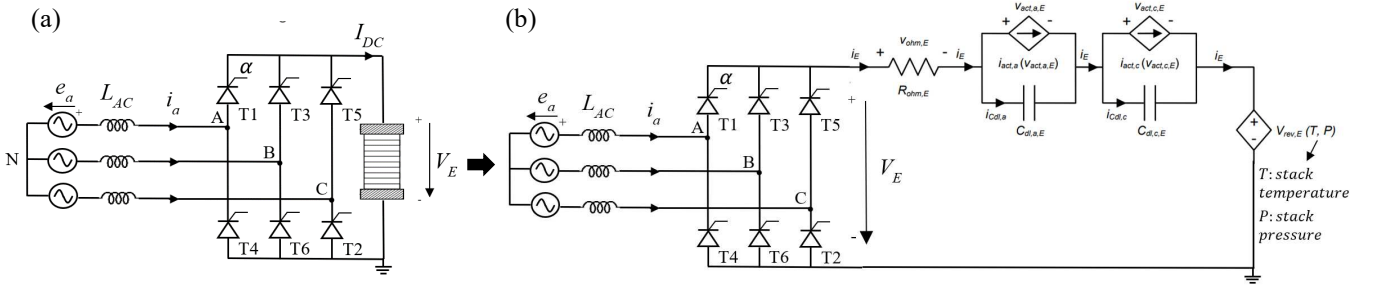 (a)
I_DC
α
e_a
+
L_AC
i_a
A
T1
T3
T5
N
B
C
+
V_E
-
T4
T6
T2
(b)
α
e_a
+
L_AC
i_a
A
T1
T3
T5
B
C
+
V_E
-
T4
T6
T2
i_E
+ v_ohm,E -
R_ohm,E
i_E
v_act,a,E
+ -
i_act,a (v_act,a,E)
i_Cdl,a
C_dl,a,E
i_E
v_act,c,E
+ -
i_act,c (v_act,c,E)
i_Cdl,c
C_dl,c,E
i_E
+
-
V_rev,E (T, P)
T: stack
temperature
P: stack
pressure